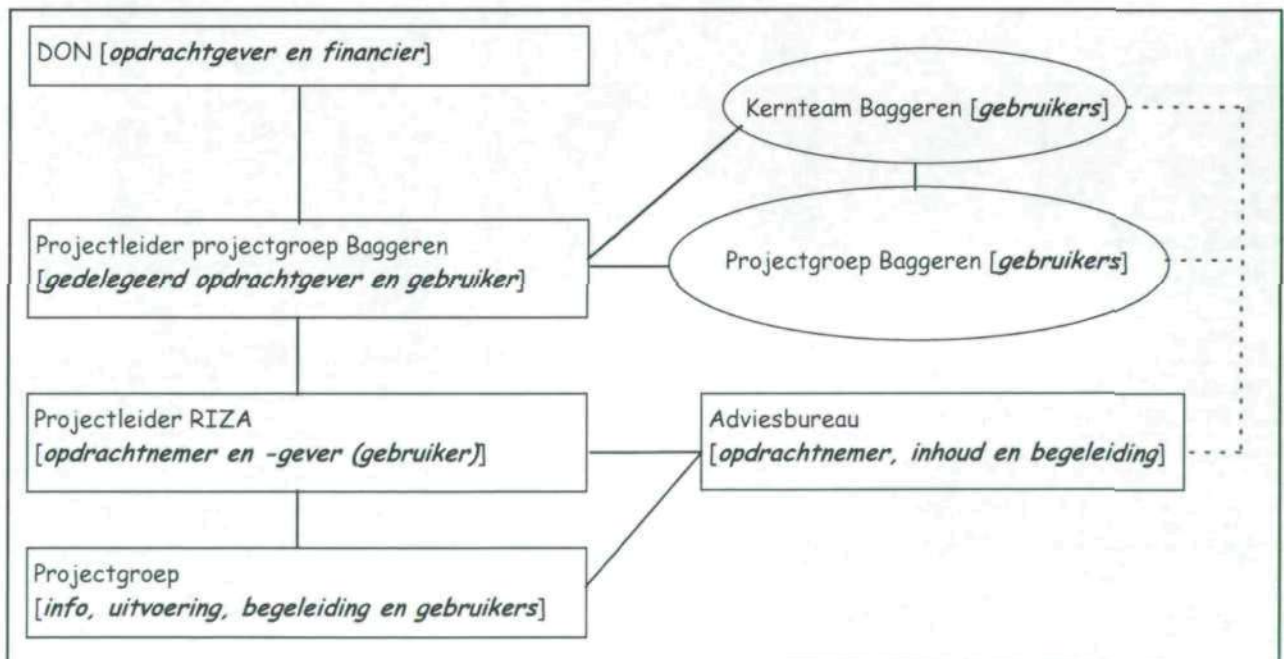 DON [opdrachtgever en financier]
Kernteam Baggeren [gebruikers]
Projectleider projectgroep Baggeren
[gedelegeerd opdrachtgever en gebruiker]
Projectgroep Baggeren [gebruikers]
Projectleider RIZA
[opdrachtnemer en -gever (gebruiker)]
Adviesbureau
[opdrachtnemer, inhoud en begeleiding]
Projectgroep
[info, uitvoering, begeleiding en gebruikers]